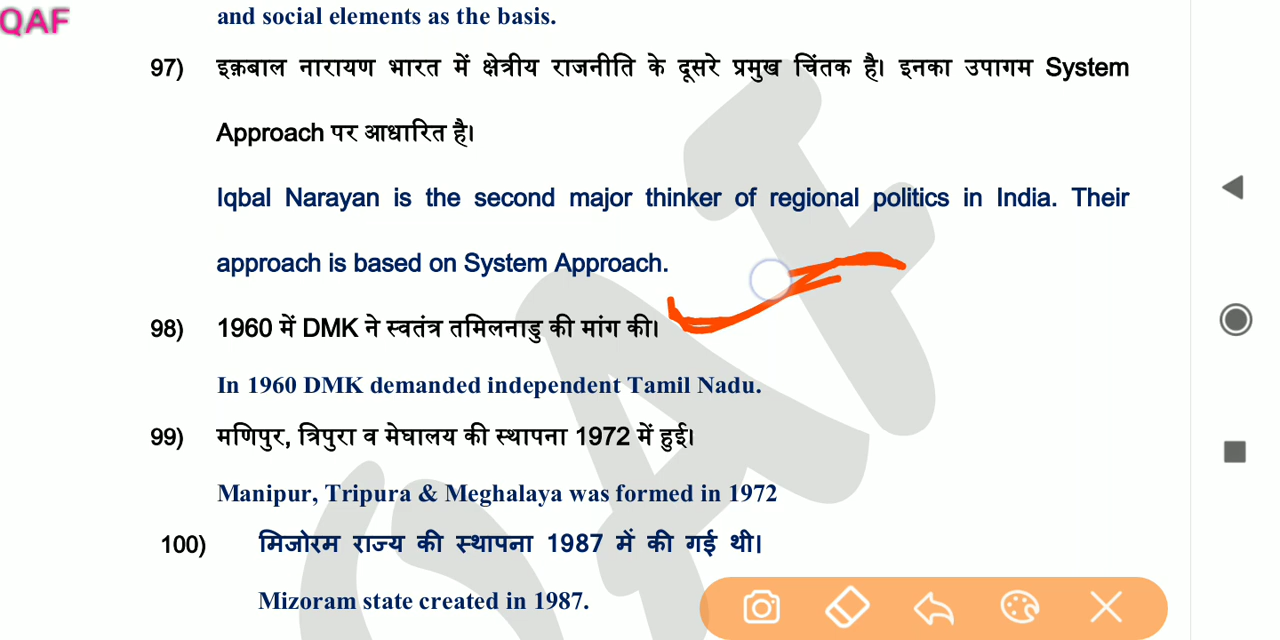 QAF
and social elements as the basis.
97) इक़बाल नारायण भारत में क्षेत्रीय राजनीति के दूसरे प्रमुख चिंतक है। इनका उपागम System
Approach पर आधारित है।
Iqbal Narayan is the second major thinker of regional politics in India. Their
approach is based on System Approach.
98) 1960 में DMK ने स्वतंत्र तमिलनाडु की मांग की।
In 1960 DMK demanded independent Tamil Nadu.
99) मणिपुर, त्रिपुरा व मेघालय की स्थापना 1972 में हुई।
Manipur, Tripura & Meghalaya was formed in 1972
100) मिजोरम राज्य की स्थापना 1987 में की गई थी।
Mizoram state created in 1987.